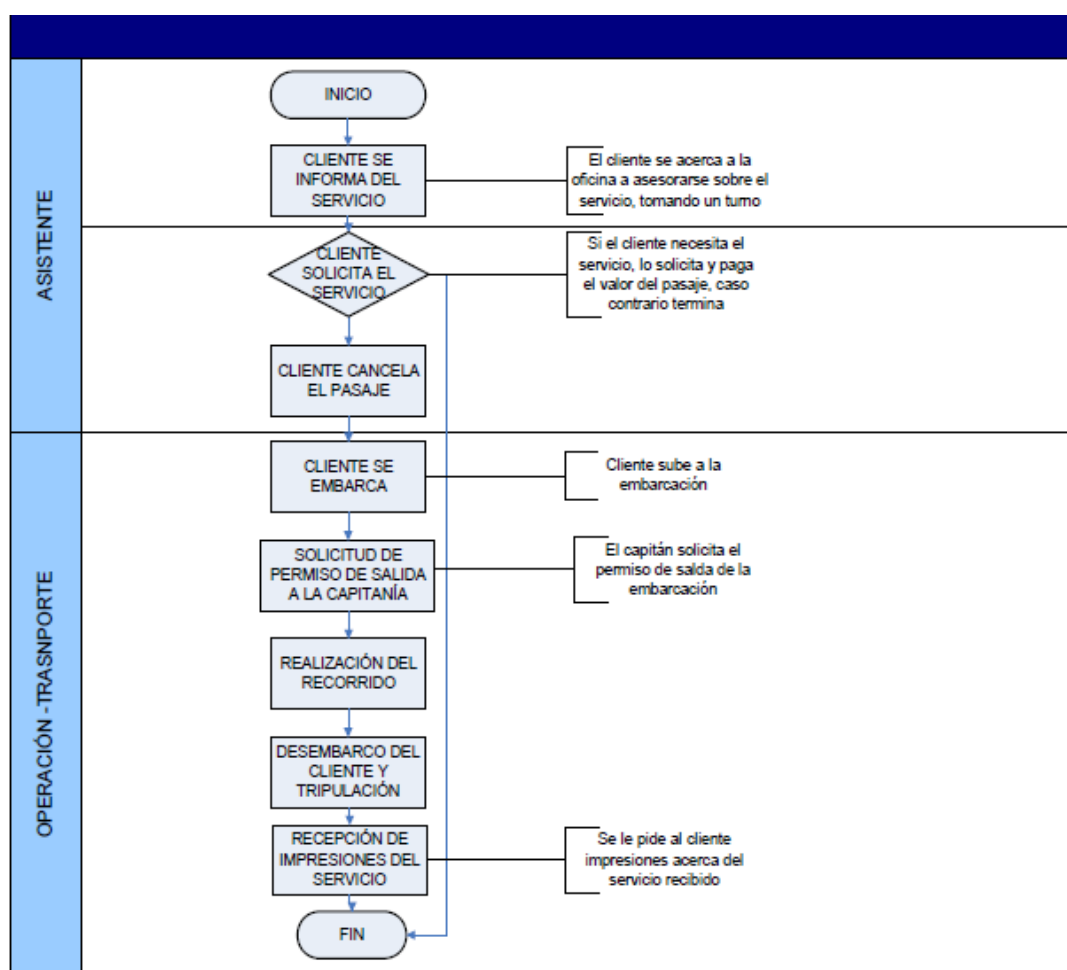 ASISTENTE
INICIO
CLIENTE SE
INFORMA DEL
SERVICIO
El cliente se acerca a la
oficina a asesorarse sobre el
servicio, tomando un turno
CLIENTE
SOLICITA EL
SERVICIO
Si el cliente necesita el
servicio, lo solicita y paga
el valor del pasaje, caso
contrario termina
CLIENTE CANCELA
EL PASAJE
OPERACIÓN -TRASNPORTE
CLIENTE SE
EMBARCA
Cliente sube a la
embarcación
SOLICITUD DE
PERMISO DE SALIDA
A LA CAPITANÍA
El capitán solicita el
permiso de salda de la
embarcación
REALIZACIÓN DEL
RECORRIDO
DESEMBARCO DEL
CLIENTE Y
TRIPULACIÓN
RECEPCIÓN DE
IMPRESIONES DEL
SERVICIO
Se le pide al cliente
impresiones acerca del
servicio recibido
FIN